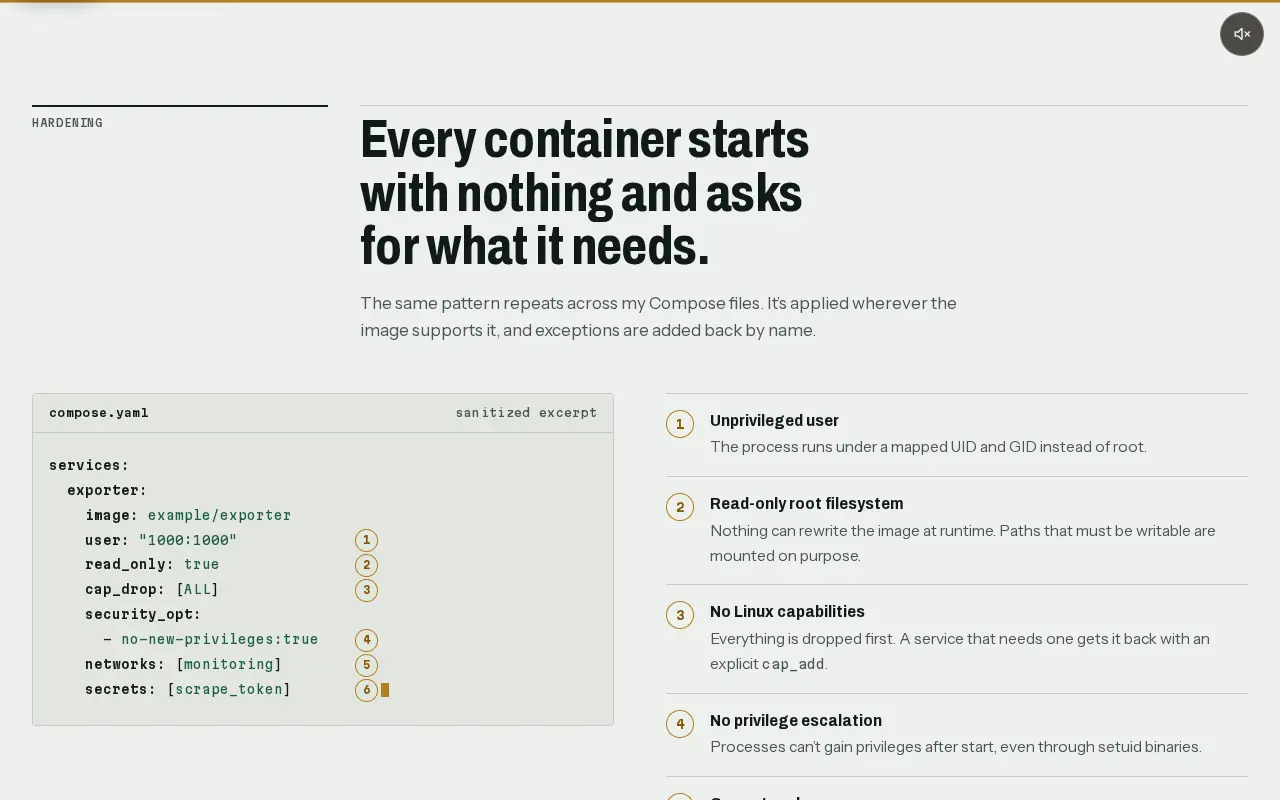 HARDENING
Every container starts
with nothing and asks
for what it needs.
The same pattern repeats across my Compose files. It's applied wherever the
image supports it, and exceptions are added back by name.
compose.yaml sanitized excerpt
services:
exporter:
image: example/exporter
user: "1000:1000" 1
read_only: true 2
cap_drop: [ALL] 3
security_opt:
- no-new-privileges:true 4
networks: [monitoring] 5
secrets: [scrape_token] 6
1 Unprivileged user
The process runs under a mapped UID and GID instead of root.
2 Read-only root filesystem
Nothing can rewrite the image at runtime. Paths that must be writable are
mounted on purpose.
3 No Linux capabilities
Everything is dropped first. A service that needs one gets it back with an
explicit cap_add.
4 No privilege escalation
Processes can't gain privileges after start, even through setuid binaries.